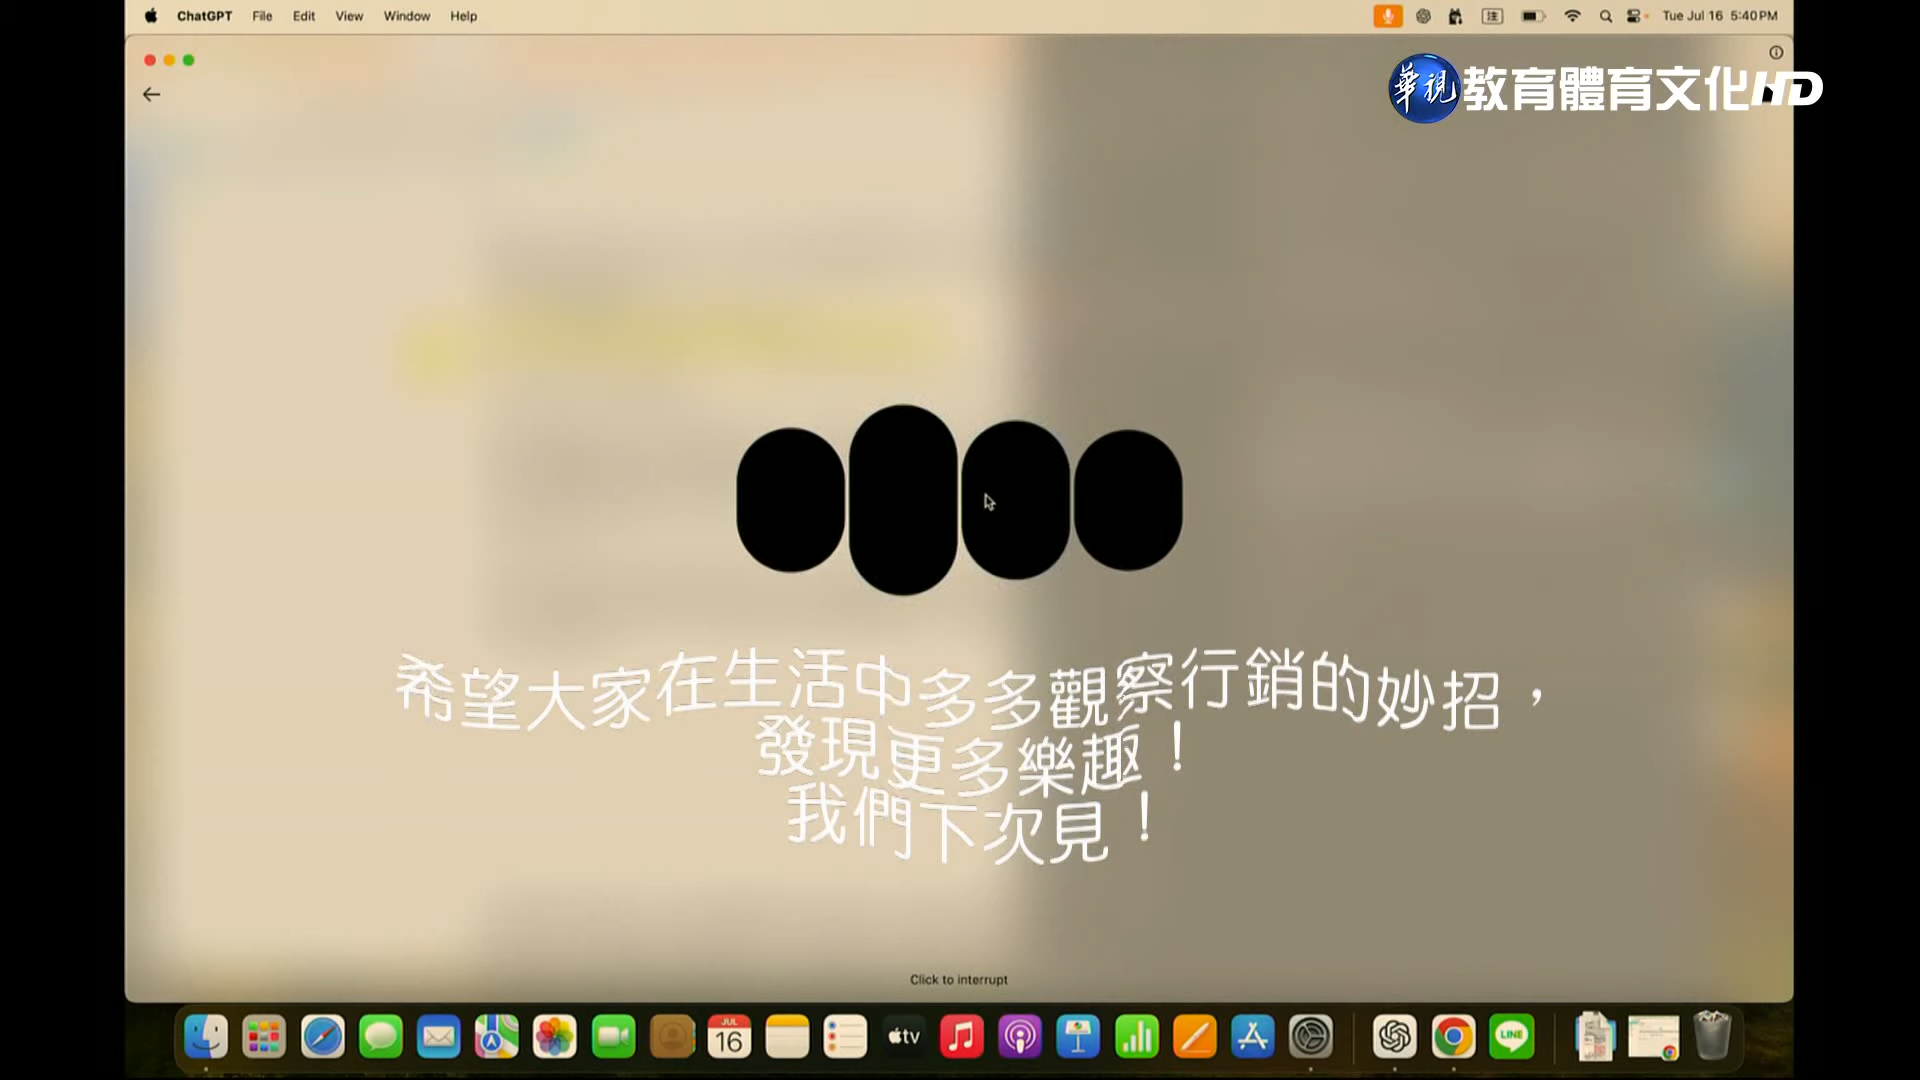 ChatGPT File Edit View Window Help
注
Tue Jul 16 5:40 PM
華視 教育體育文化HD
希望大家在生活中多多觀察行銷的妙招，
發現更多樂趣！
我們下次見！
Click to interrupt
JUL
16
tv
LINE